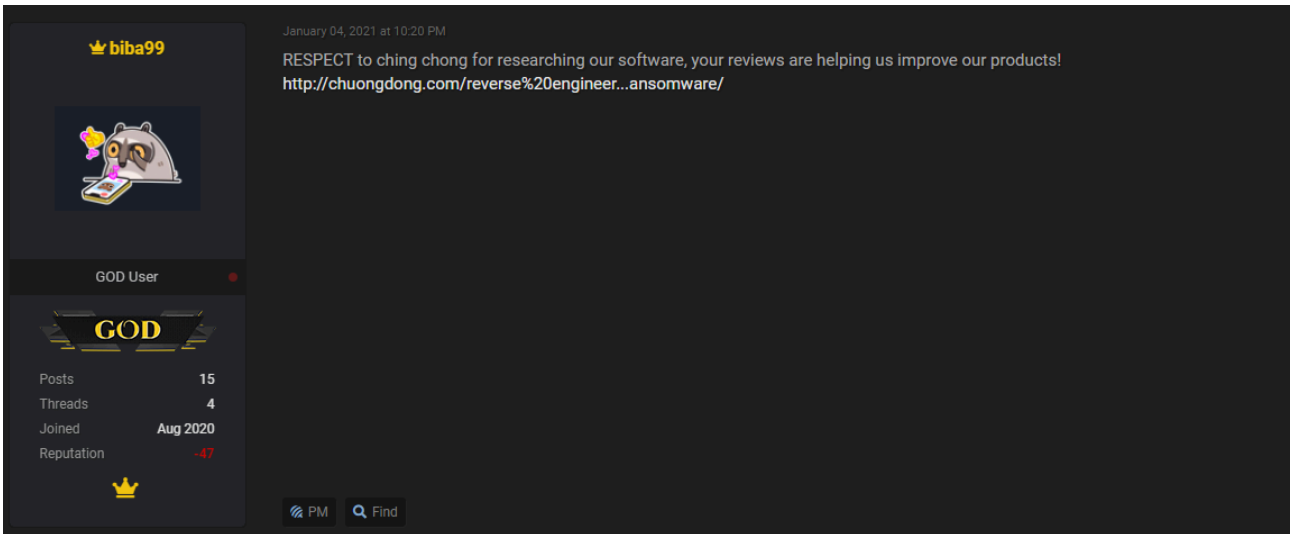 biba99
January 04, 2021 at 10:20 PM
RESPECT to ching chong for researching our software, your reviews are helping us improve our products!
http://chuongdong.com/reverse%20engineer...ansomware/
GOD User
GOD
Posts 15
Threads 4
Joined Aug 2020
Reputation -47
PM Find